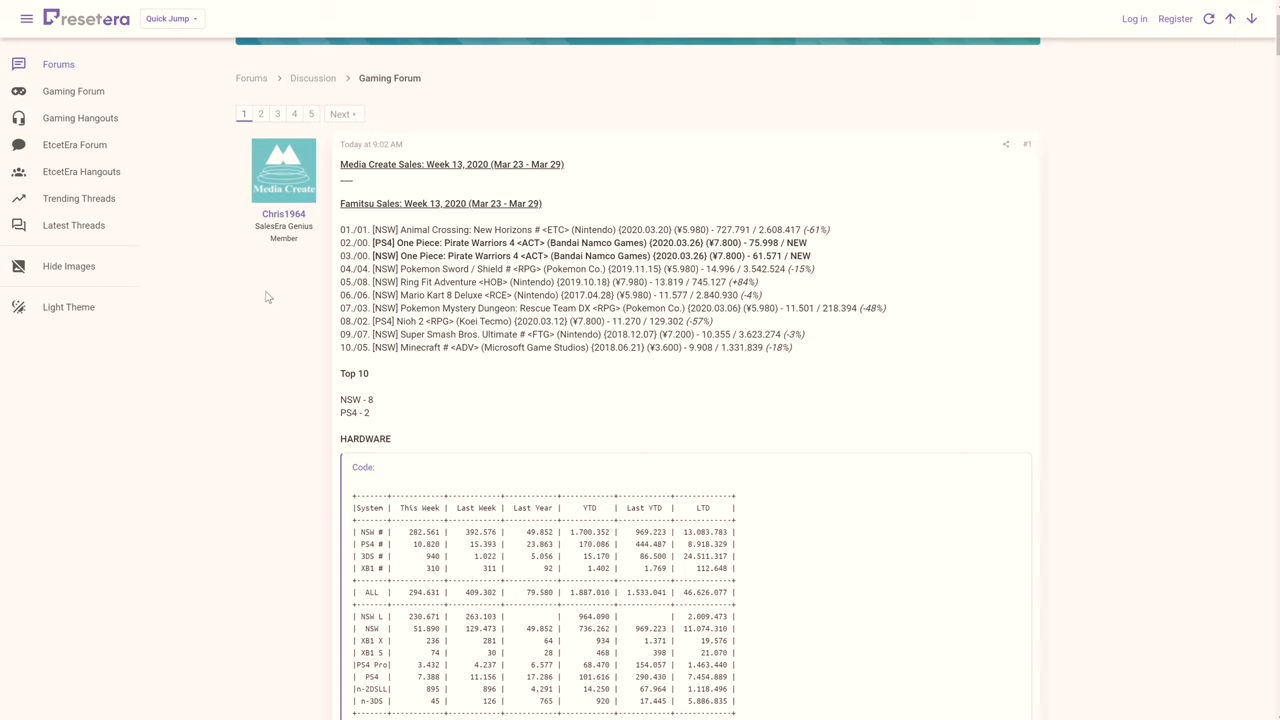 resetera
Quick Jump
Log in
Register
Forums
Gaming Forum
Gaming Hangouts
EtcetEra Forum
EtcetEra Hangouts
Trending Threads
Latest Threads
Hide Images
Light Theme
Forums > Discussion > Gaming Forum
1 2 3 4 5 Next
Media Create
Chris1964
SalesEra Genius
Member
Today at 9:02 AM #1
Media Create Sales: Week 13, 2020 (Mar 23 - Mar 29)
__
Famitsu Sales: Week 13, 2020 (Mar 23 - Mar 29)
01./01. [NSW] Animal Crossing: New Horizons # <ETC> (Nintendo) {2020.03.20} (¥5.980) - 727.791 / 2.608.417 (-61%)
02./00. [PS4] One Piece: Pirate Warriors 4 <ACT> (Bandai Namco Games) {2020.03.26} (¥7.800) - 75.998 / NEW
03./00. [NSW] One Piece: Pirate Warriors 4 <ACT> (Bandai Namco Games) {2020.03.26} (¥7.800) - 61.571 / NEW
04./04. [NSW] Pokemon Sword / Shield # <RPG> (Pokemon Co.) {2019.11.15} (¥5.980) - 14.996 / 3.542.524 (-15%)
05./08. [NSW] Ring Fit Adventure <HOB> (Nintendo) {2019.10.18} (¥7.980) - 13.819 / 745.127 (+84%)
06./06. [NSW] Mario Kart 8 Deluxe <RCE> (Nintendo) {2017.04.28} (¥5.980) - 11.577 / 2.840.930 (-4%)
07./03. [NSW] Pokemon Mystery Dungeon: Rescue Team DX <RPG> (Pokemon Co.) {2020.03.06} (¥5.980) - 11.501 / 218.394 (-48%)
08./02. [PS4] Nioh 2 <RPG> (Koei Tecmo) {2020.03.12} (¥7.800) - 11.270 / 129.302 (-57%)
09./07. [NSW] Super Smash Bros. Ultimate # <FTG> (Nintendo) {2018.12.07} (¥7.200) - 10.355 / 3.623.274 (-3%)
10./05. [NSW] Minecraft # <ADV> (Microsoft Game Studios) {2018.06.21} (¥3.600) - 9.908 / 1.331.839 (-18%)
Top 10
NSW - 8
PS4 - 2
HARDWARE
Code:
+-------+------------+------------+------------+------------+------------+-------------+
|System | This Week | Last Week | Last Year | YTD | Last YTD | LTD |
+-------+------------+------------+------------+------------+------------+-------------+
| NSW # | 282.561 | 392.576 | 49.852 | 1.700.352 | 969.223 | 13.083.783 |
| PS4 # | 10.820 | 15.393 | 23.863 | 170.086 | 444.487 | 8.918.329 |
| 3DS # | 940 | 1.022 | 5.056 | 15.170 | 86.500 | 24.511.317 |
| XB1 # | 310 | 311 | 92 | 1.402 | 1.769 | 112.648 |
+-------+------------+------------+------------+------------+------------+-------------+
| ALL | 294.631 | 409.302 | 79.580 | 1.887.010 | 1.533.041 | 46.626.077 |
+-------+------------+------------+------------+------------+------------+-------------+
| NSW L | 230.671 | 263.103 | | 964.090 | | 2.009.473 |
| NSW | 51.890 | 129.473 | 49.852 | 736.262 | 969.223 | 11.074.310 |
| XB1 X | 236 | 281 | 64 | 934 | 1.371 | 19.576 |
| XB1 S | 74 | 30 | 28 | 468 | 398 | 21.070 |
|PS4 Pro| 3.432 | 4.237 | 6.577 | 68.470 | 154.057 | 1.463.440 |
| PS4 | 7.388 | 11.156 | 17.286 | 101.616 | 290.430 | 7.454.889 |
|n-2DSLL| 895 | 896 | 4.291 | 14.250 | 67.964 | 1.118.496 |
| n-3DS | 45 | 126 | 765 | 920 | 17.445 | 5.886.835 |
+-------+------------+------------+------------+------------+------------+-------------+